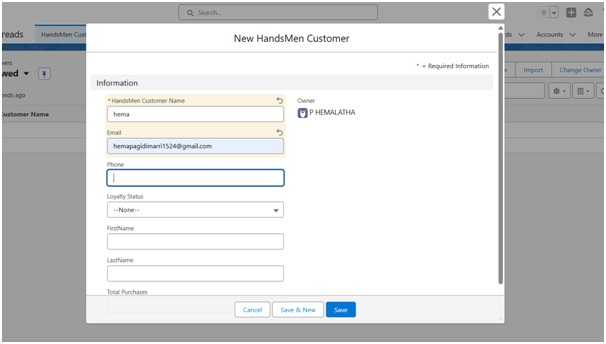 Search...
reads
HandsMen Cust
ds
Accounts
More
ners
wed
Import
Change Owner
onds ago
ustomer Name
New HandsMen Customer
* = Required Information
Information
*HandsMen Customer Name
hema
Owner
P HEMALATHA
Email
hemapagidimarri1524@gmail.com
Phone
Loyalty Status
--None--
FirstName
LastName
Total Purchases
Cancel
Save & New
Save